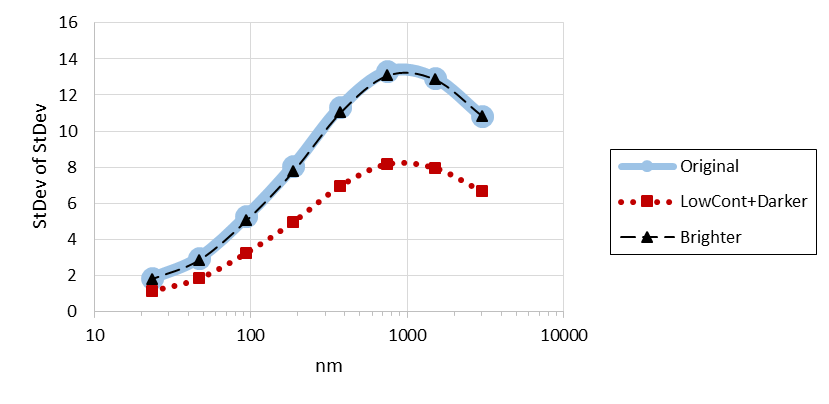 16
14
12
10
8
6
4
2
0
StDev of StDev
10 100 1000 10000
nm
Original
LowCont+Darker
Brighter